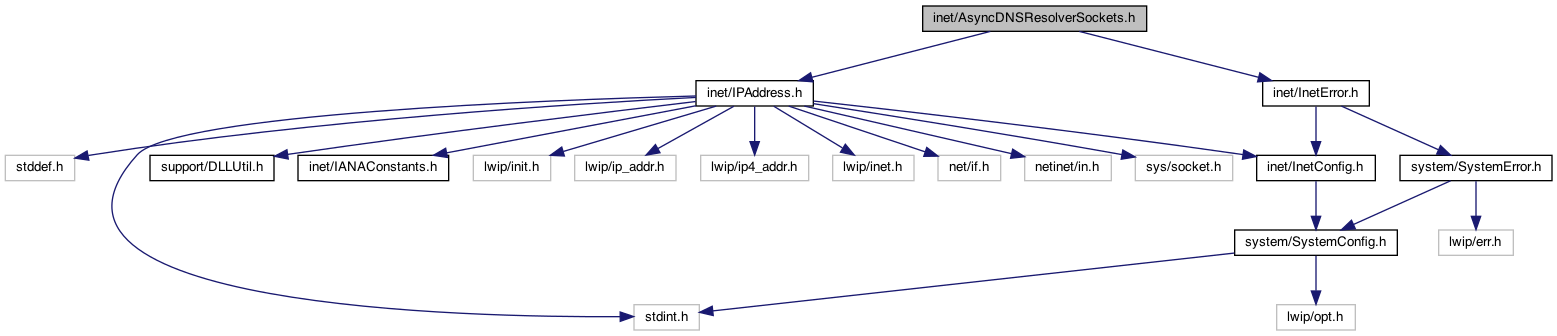 inet/AsyncDNSResolverSockets.h
inet/IPAddress.h
inet/InetError.h
stddef.h
support/DLLUtil.h
inet/IANAConstants.h
lwip/init.h
lwip/ip_addr.h
lwip/ip4_addr.h
lwip/inet.h
net/if.h
netinet/in.h
sys/socket.h
inet/InetConfig.h
system/SystemError.h
system/SystemConfig.h
lwip/err.h
stdint.h
lwip/opt.h